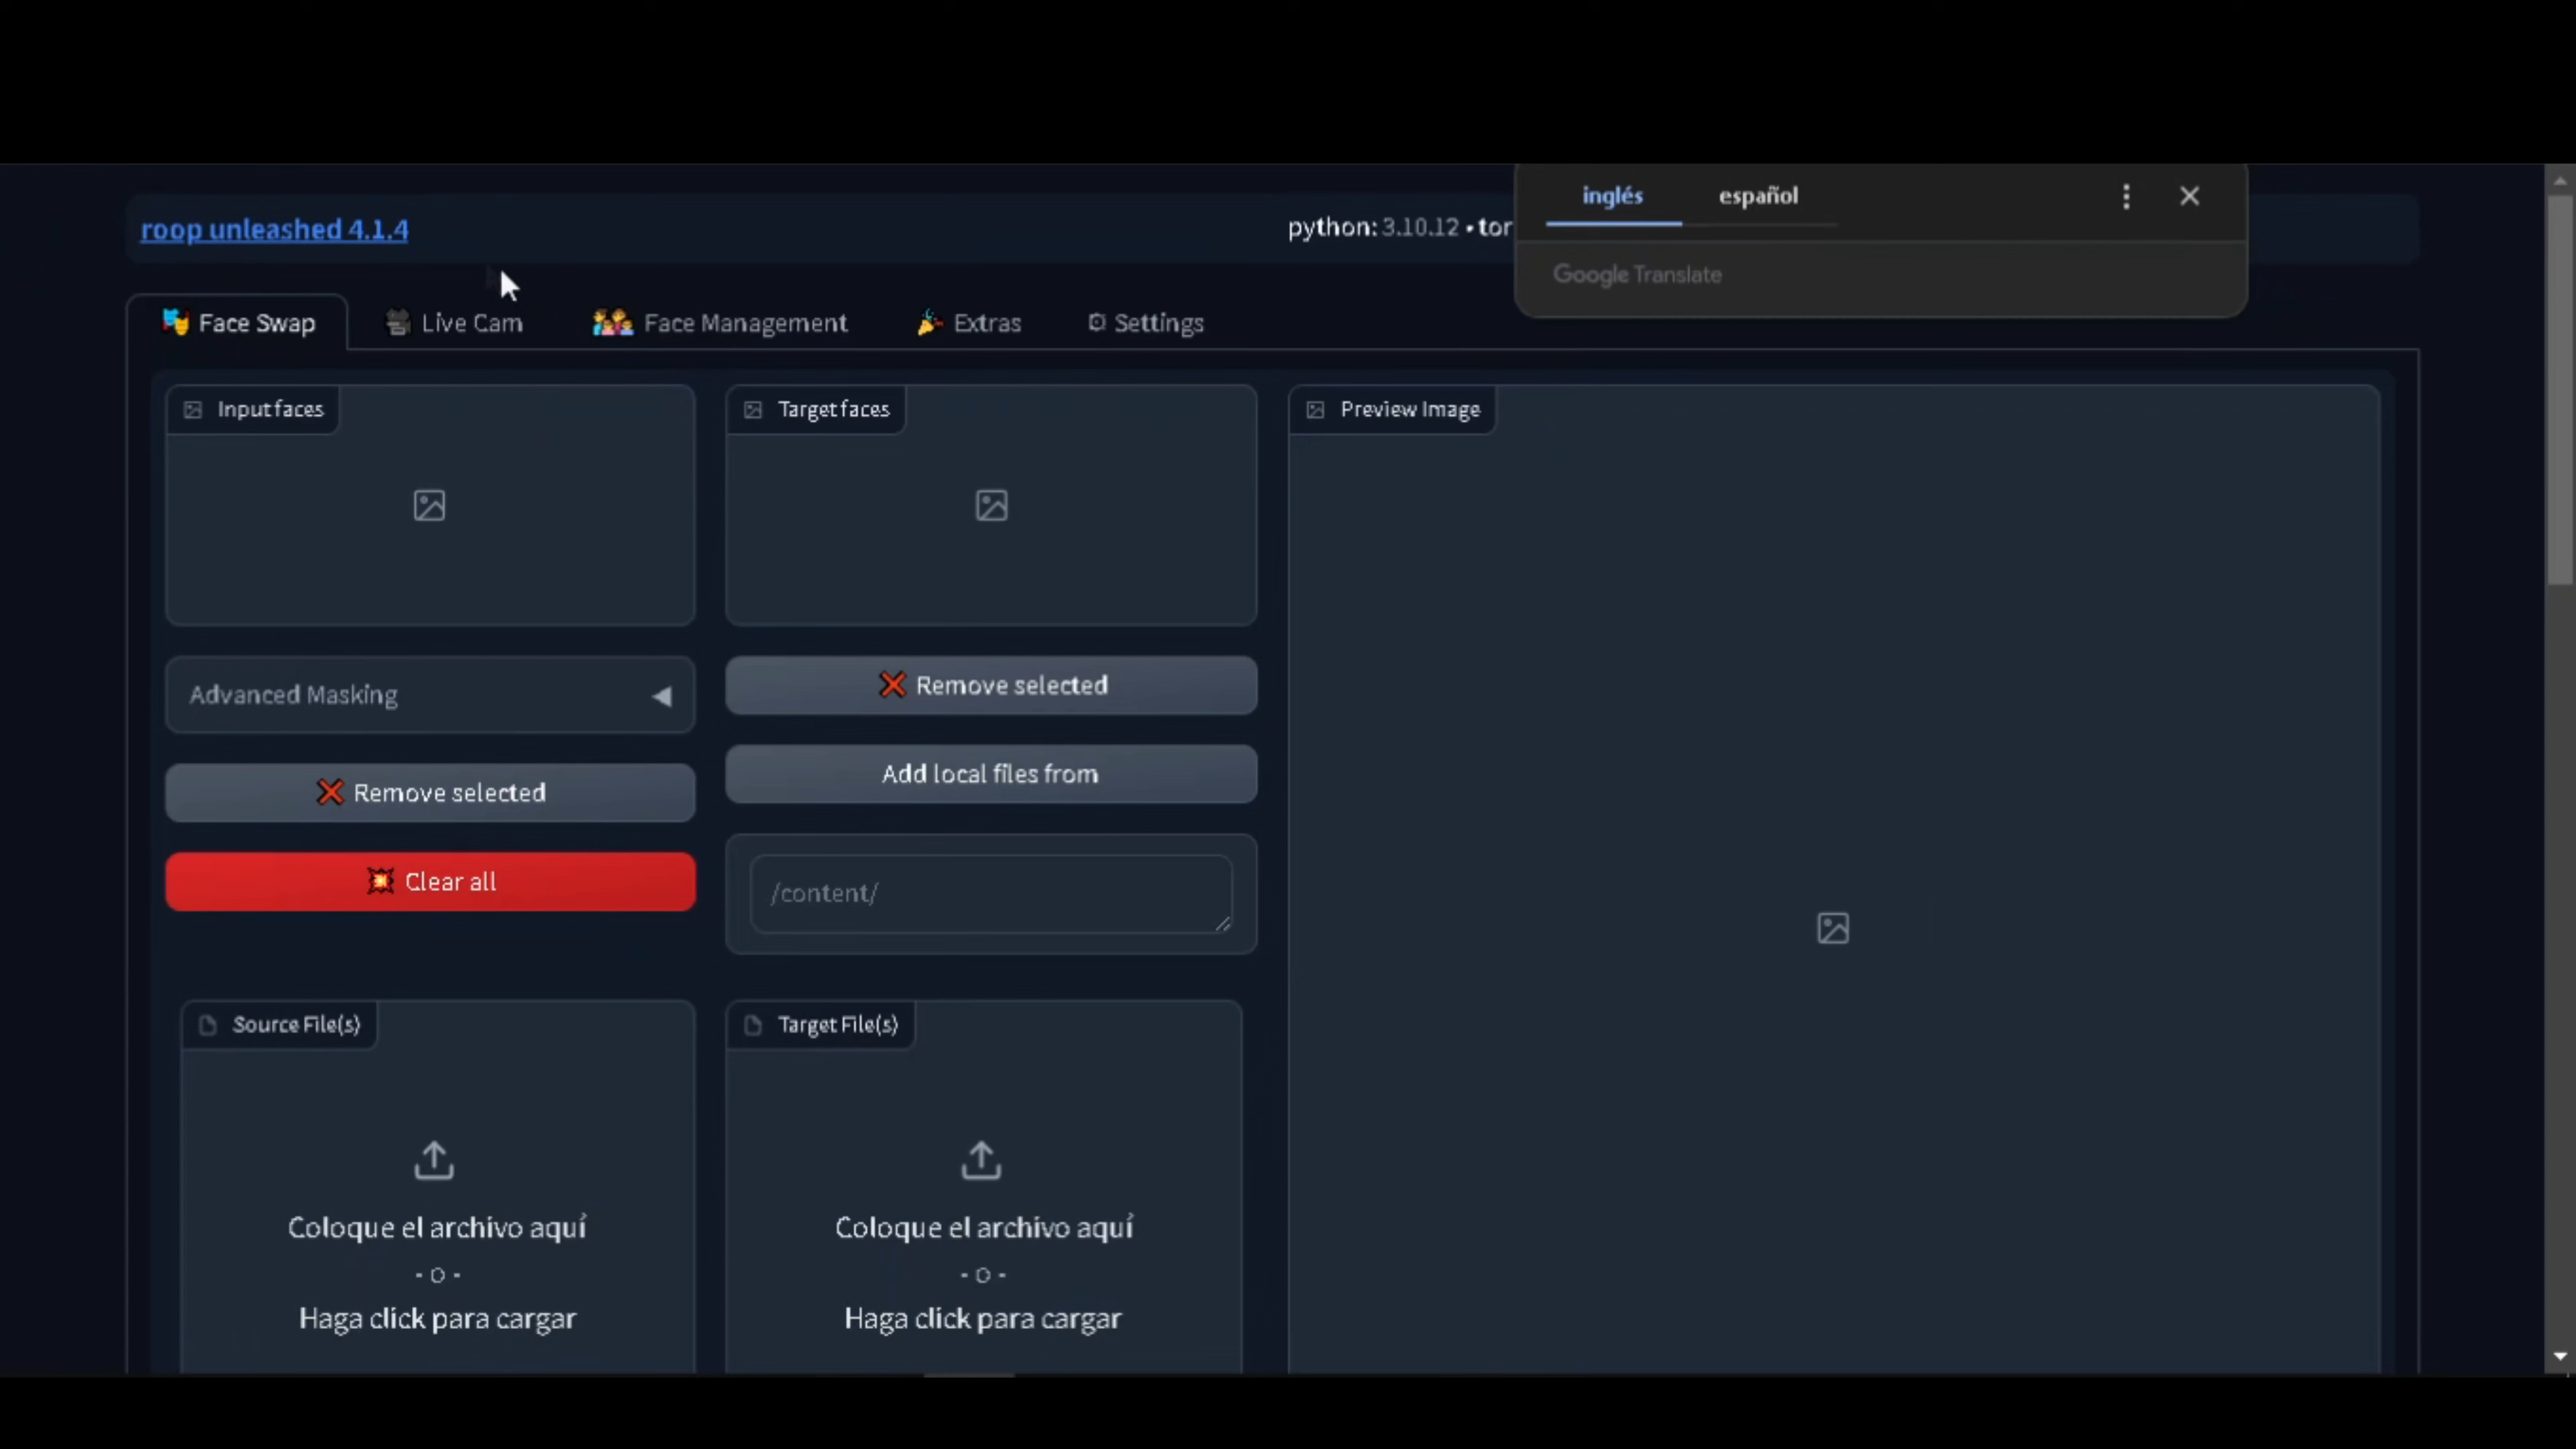 inglés español
roop unleashed 4.1.4
python: 3.10.12 • tor
Google Translate
Face Swap Live Cam Face Management Extras Settings
Input faces
Target faces
Preview Image
Advanced Masking
Remove selected
Remove selected
Add local files from
Clear all
/content/
Source File(s)
Target File(s)
Coloque el archivo aquí
- o -
Haga click para cargar
Coloque el archivo aquí
- o -
Haga click para cargar